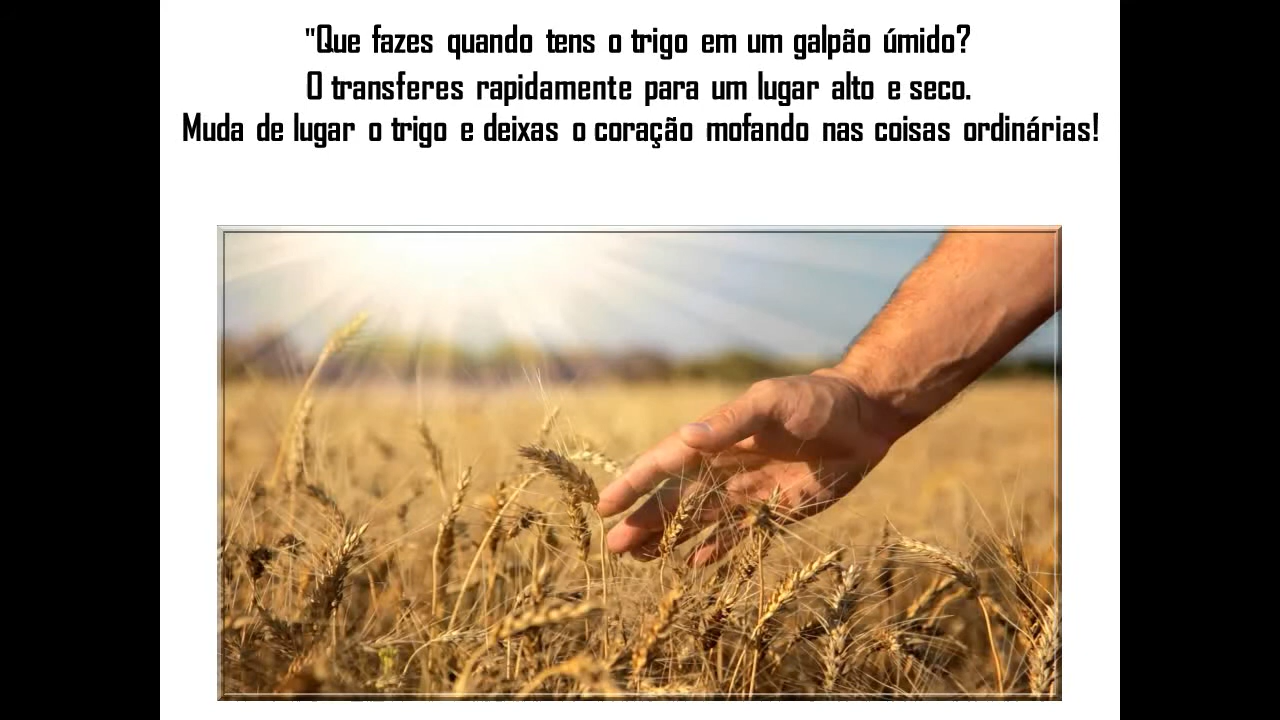 "Que fazes quando tens o trigo em um galpão úmido?
O transferes rapidamente para um lugar alto e seco.
Muda de lugar o trigo e deixas o coração mofando nas coisas ordinárias!